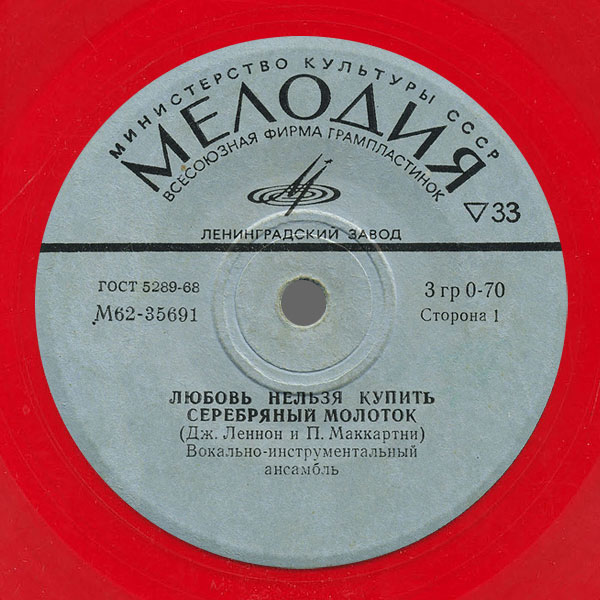 МИНИСТЕРСТВО КУЛЬТУРЫ СССР
МЕЛОДИЯ
ВСЕСОЮЗНАЯ ФИРМА ГРАМПЛАСТИНОК
▽33
ЛЕНИНГРАДСКИЙ ЗАВОД
ГОСТ 5289-68
3 гр 0-70
М62-35691
Сторона 1
ЛЮБОВЬ НЕЛЬЗЯ КУПИТЬ
СЕРЕБРЯНЫЙ МОЛОТОК
(Дж. Леннон и П. Маккартни)
Вокально-инструментальный
ансамбль